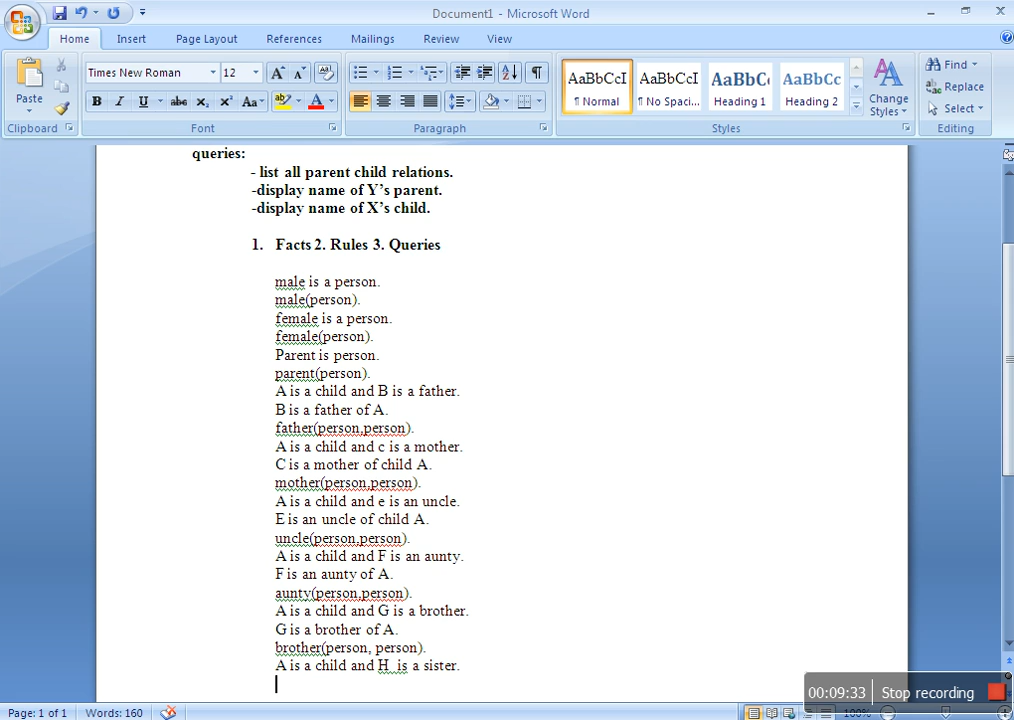 Document1 - Microsoft Word
Home Insert Page Layout References Mailings Review View
Paste
Times New Roman 12
AaBbCcI AaBbCcI AaBbC AaBbCc
¶ Normal ¶ No Spaci... Heading 1 Heading 2
Change Styles
Find
Replace
Select
Clipboard Font Paragraph Styles Editing
queries:
- list all parent child relations.
-display name of Y’s parent.
-display name of X’s child.
1. Facts 2. Rules 3. Queries
male is a person.
male(person).
female is a person.
female(person).
Parent is person.
parent(person).
A is a child and B is a father.
B is a father of A.
father(person,person).
A is a child and c is a mother.
C is a mother of child A.
mother(person,person).
A is a child and e is an uncle.
E is an uncle of child A.
uncle(person,person).
A is a child and F is an aunty.
F is an aunty of A.
aunty(person,person).
A is a child and G is a brother.
G is a brother of A.
brother(person, person).
A is a child and H  is a sister.
00:09:33 Stop recording
Page: 1 of 1 Words: 160